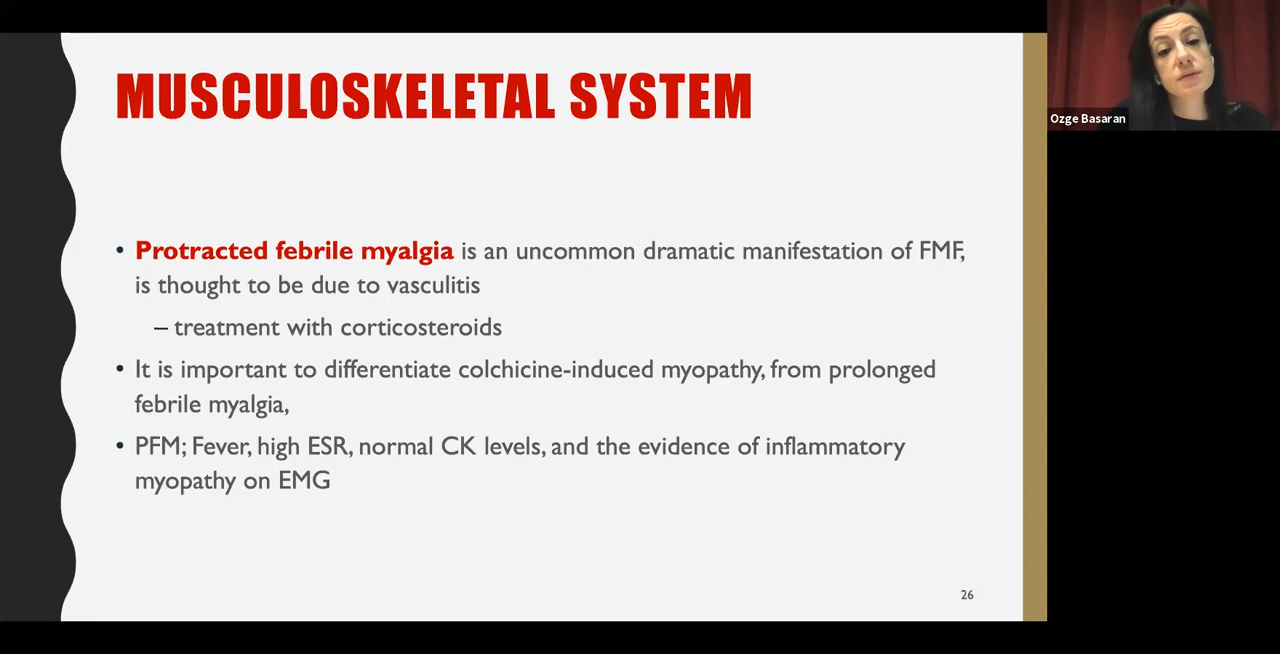 MUSCULOSKELETAL SYSTEM
Ozge Basaran
• Protracted febrile myalgia is an uncommon dramatic manifestation of FMF,
is thought to be due to vasculitis
– treatment with corticosteroids
• It is important to differentiate colchicine-induced myopathy, from prolonged
febrile myalgia,
• PFM; Fever, high ESR, normal CK levels, and the evidence of inflammatory
myopathy on EMG
26